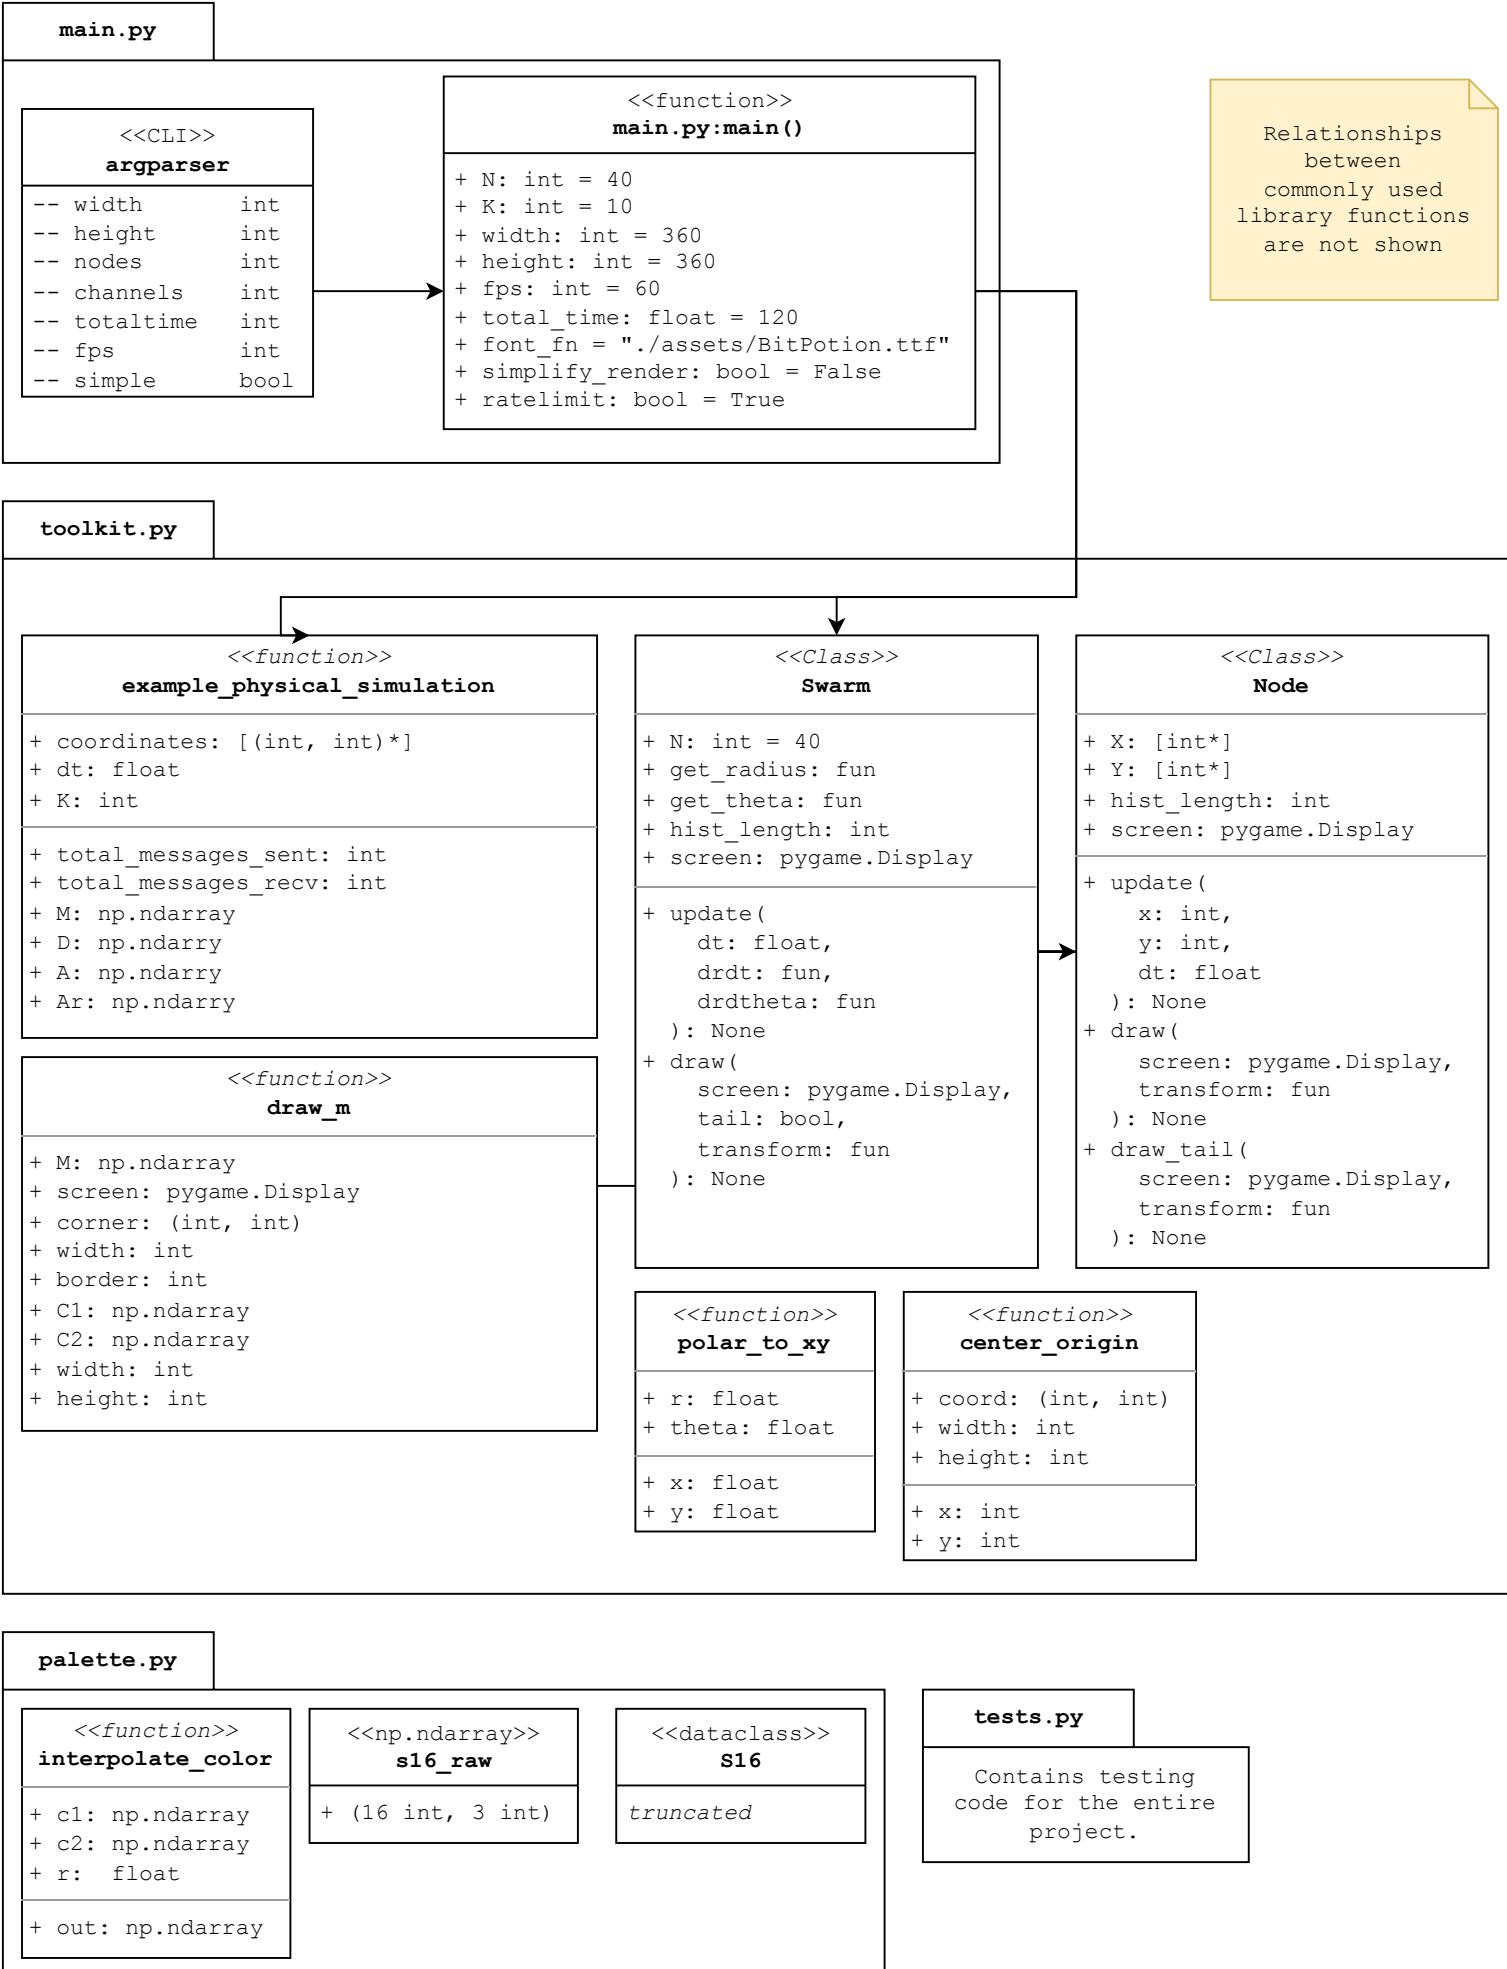 main.py
<<CLI>>
argparser
-- width int
-- height int
-- nodes int
-- channels int
-- totaltime int
-- fps int
-- simple bool
<<function>>
main.py:main()
+ N: int = 40
+ K: int = 10
+ width: int = 360
+ height: int = 360
+ fps: int = 60
+ total_time: float = 120
+ font_fn = "./assets/BitPotion.ttf"
+ simplify_render: bool = False
+ ratelimit: bool = True
Relationships
between
commonly used
library functions
are not shown
toolkit.py
<<function>>
example_physical_simulation
+ coordinates: [(int, int)*]
+ dt: float
+ K: int
+ total_messages_sent: int
+ total_messages_recv: int
+ M: np.ndarray
+ D: np.ndarry
+ A: np.ndarry
+ Ar: np.ndarry
<<function>>
draw_m
+ M: np.ndarray
+ screen: pygame.Display
+ corner: (int, int)
+ width: int
+ border: int
+ C1: np.ndarray
+ C2: np.ndarray
+ width: int
+ height: int
<<Class>>
Swarm
+ N: int = 40
+ get_radius: fun
+ get_theta: fun
+ hist_length: int
+ screen: pygame.Display
+ update(
dt: float,
drdt: fun,
drdtheta: fun
): None
+ draw(
screen: pygame.Display,
tail: bool,
transform: fun
): None
<<Class>>
Node
+ X: [int*]
+ Y: [int*]
+ hist_length: int
+ screen: pygame.Display
+ update(
x: int,
y: int,
dt: float
): None
+ draw(
screen: pygame.Display,
transform: fun
): None
+ draw_tail(
screen: pygame.Display,
transform: fun
): None
<<function>>
polar_to_xy
+ r: float
+ theta: float
+ x: float
+ y: float
<<function>>
center_origin
+ coord: (int, int)
+ width: int
+ height: int
+ x: int
+ y: int
palette.py
<<function>>
interpolate_color
+ c1: np.ndarray
+ c2: np.ndarray
+ r: float
+ out: np.ndarray
<<np.ndarray>>
s16_raw
+ (16 int, 3 int)
<<dataclass>>
S16
truncated
tests.py
Contains testing
code for the entire
project.